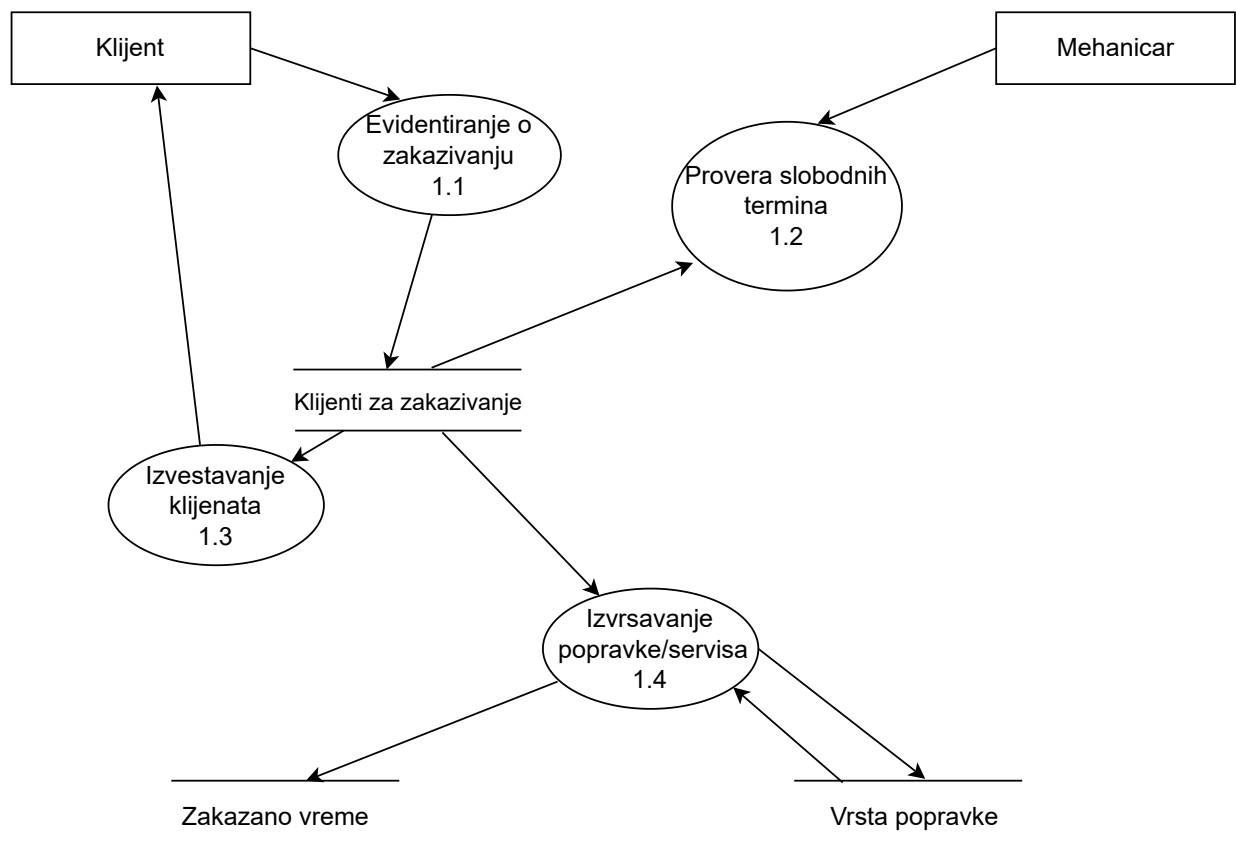 Klijent
Mehanicar
Evidentiranje o
zakazivanju
1.1
Provera slobodnih
termina
1.2
Klijenti za zakazivanje
Izvestavanje
klijenata
1.3
Izvrsavanje
popravke/servisa
1.4
Zakazano vreme
Vrsta popravke